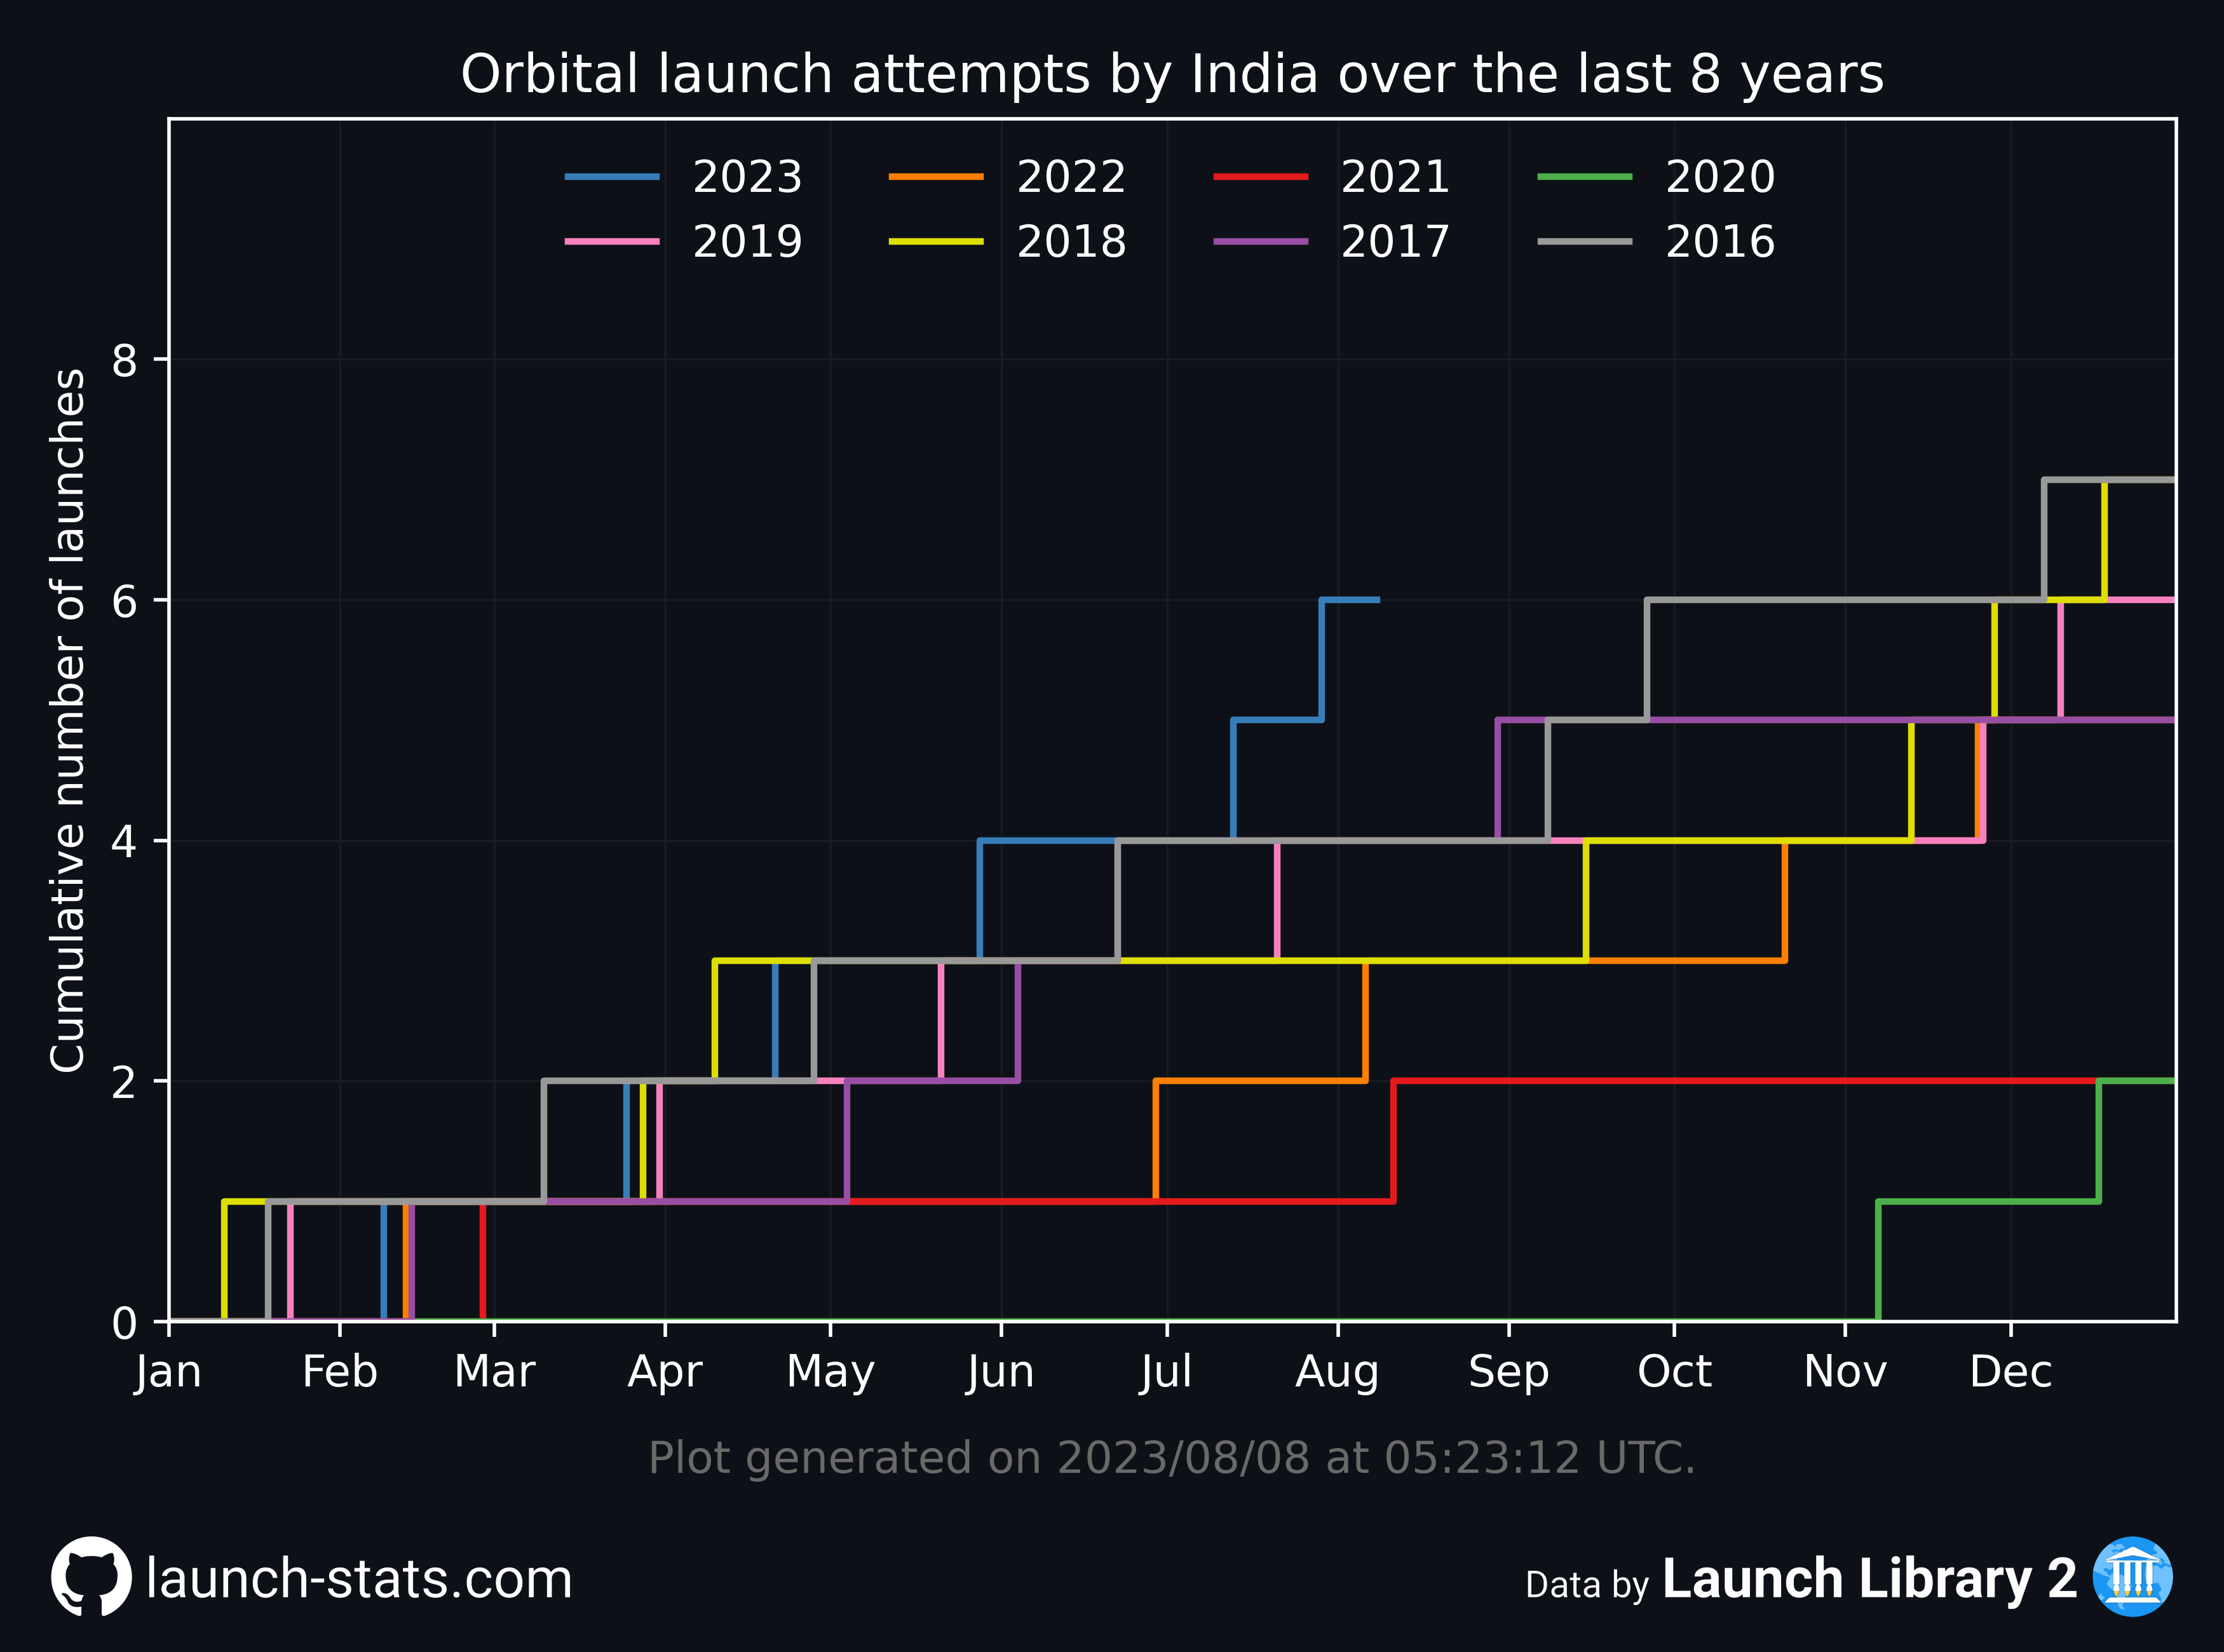 Orbital launch attempts by India over the last 8 years
2023 2022 2021 2020
2019 2018 2017 2016
Cumulative number of launches
8
6
4
2
0
Jan Feb Mar Apr May Jun Jul Aug Sep Oct Nov Dec
Plot generated on 2023/08/08 at 05:23:12 UTC.
launch-stats.com
Data by Launch Library 2